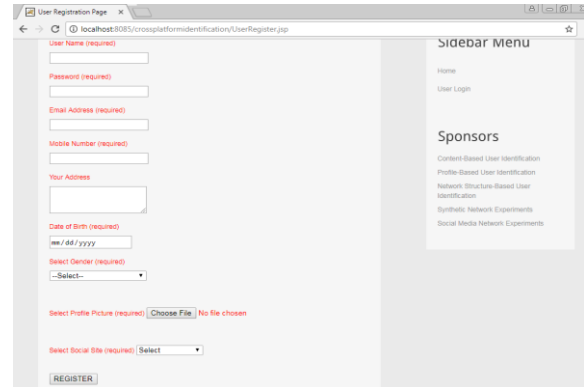 User Registration Page
localhost:8085/crossplatformidentification/UserRegister.jsp
User Name (required)
Password (required)
Email Address (required)
Mobile Number (required)
Your Address
Date of Birth (required)
mm/dd/yyyy
Select Gender (required)
--Select--
Select Profile Picture (required) Choose File No file chosen
Select Social Site (required) Select
REGISTER
Sidebar Menu
Home
User Login
Sponsors
Content-Based User Identification
Profile-Based User Identification
Network Structure-Based User
Identification
Synthetic Network Experiments
Social Media Network Experiments